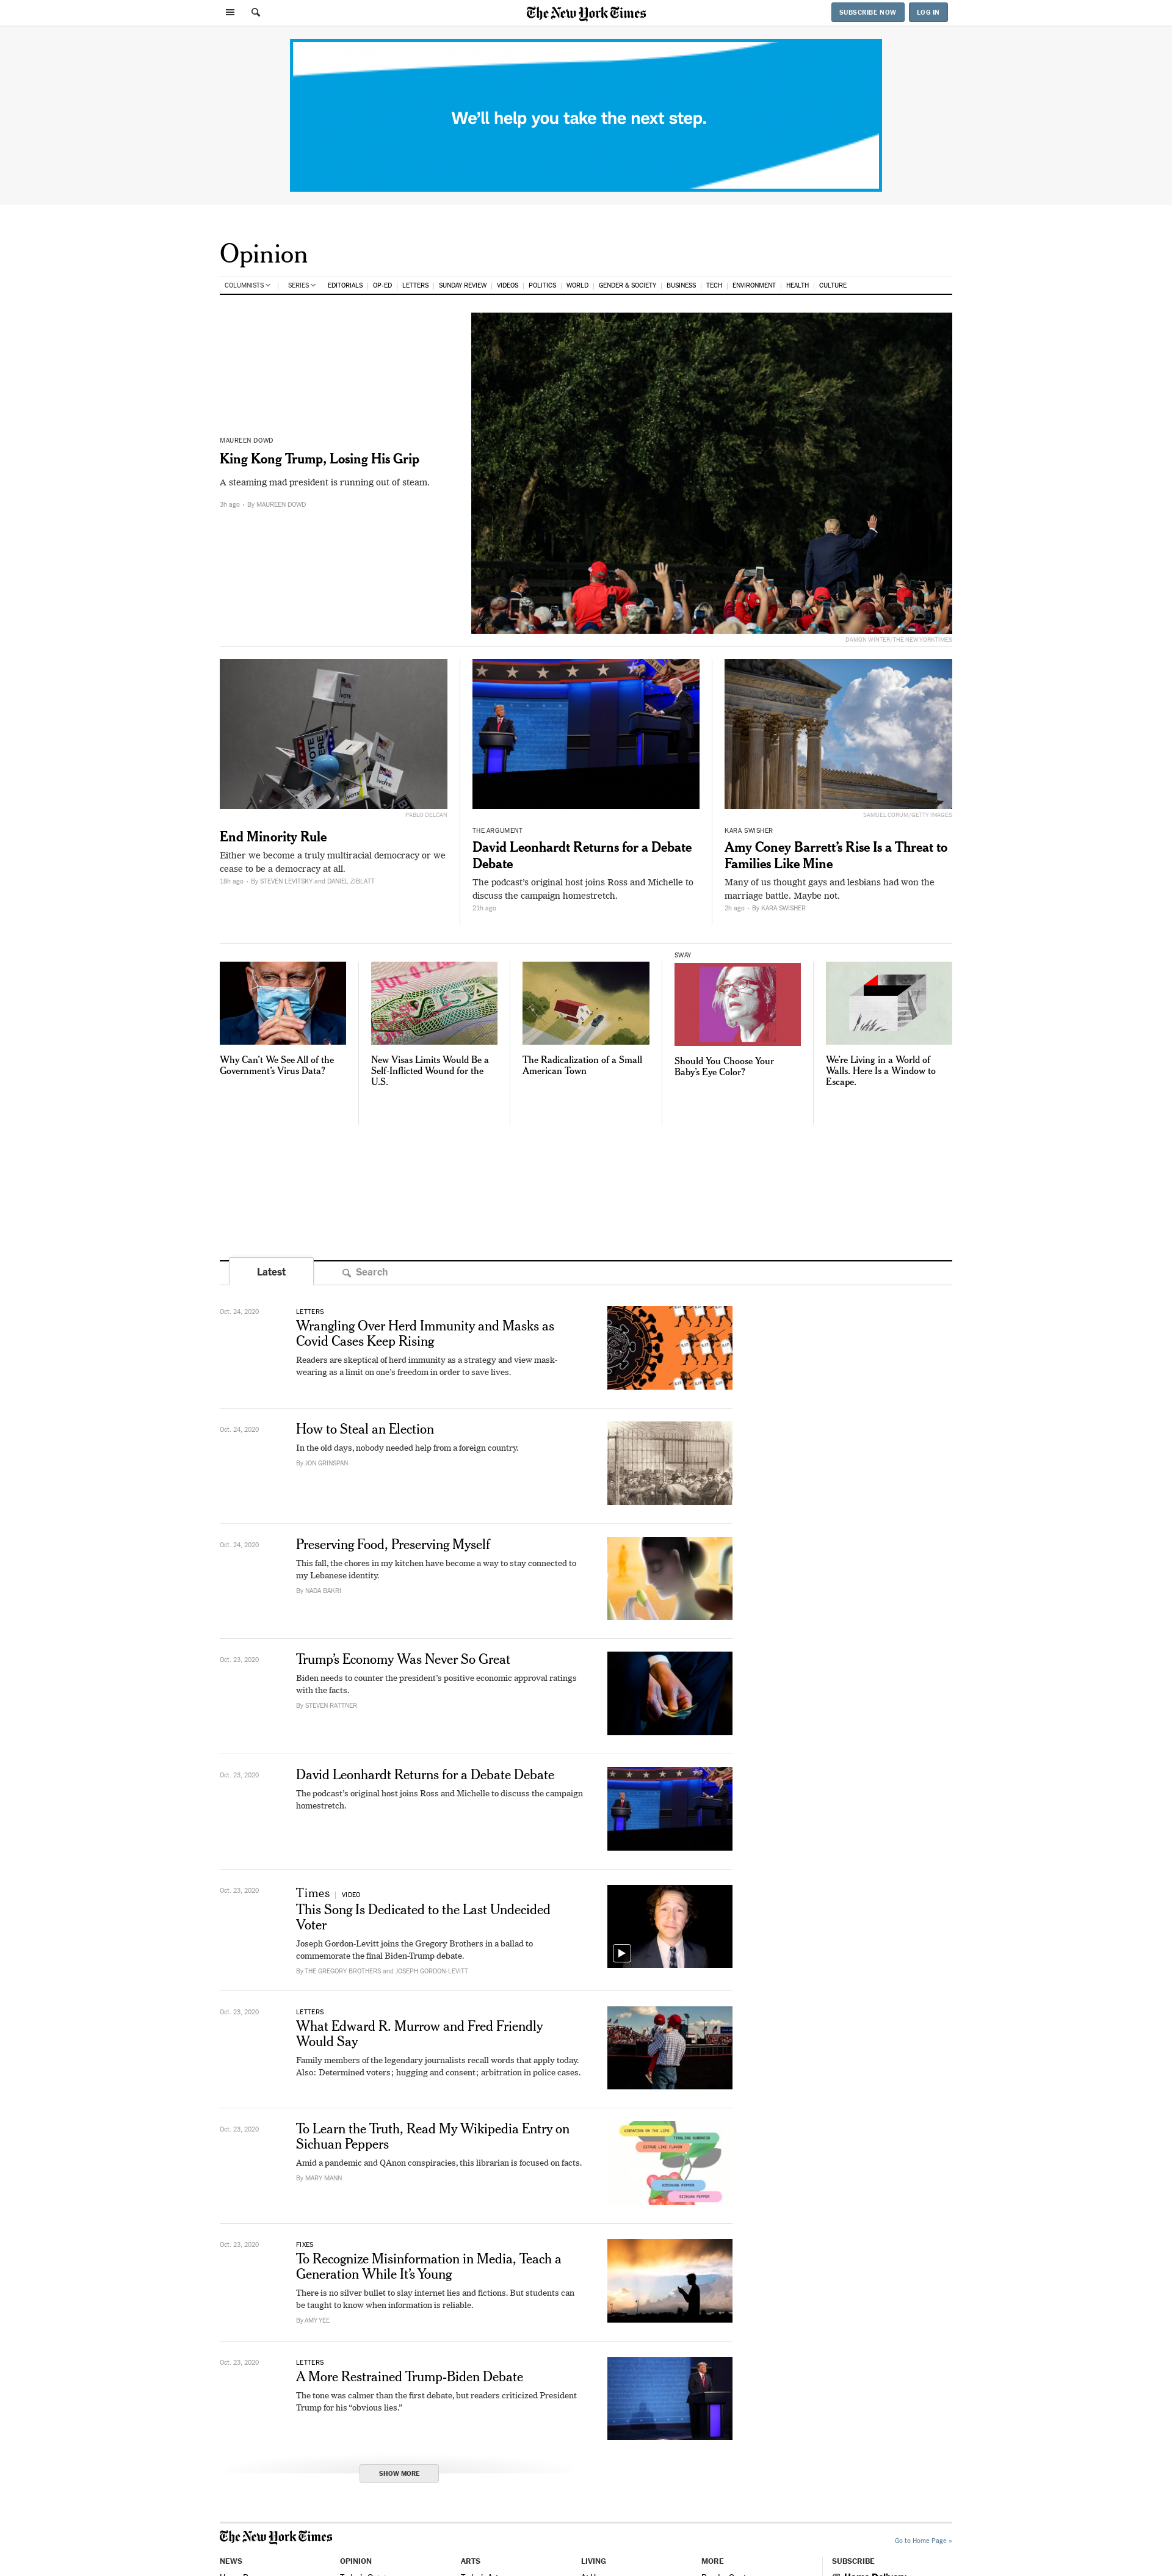 The New York Times
SUBSCRIBE NOW
LOG IN
We'll help you take the next step.
Opinion
COLUMNISTS
SERIES
EDITORIALS
OP-ED
LETTERS
SUNDAY REVIEW
VIDEOS
POLITICS
WORLD
GENDER & SOCIETY
BUSINESS
TECH
ENVIRONMENT
HEALTH
CULTURE
MAUREEN DOWD
King Kong Trump, Losing His Grip
A steaming mad president is running out of steam.
3h ago • By MAUREEN DOWD
DAMON WINTER/THE NEW YORK TIMES
PABLO DELCAN
End Minority Rule
Either we become a truly multiracial democracy or we
cease to be a democracy at all.
18h ago • By STEVEN LEVITSKY and DANIEL ZIBLATT
THE ARGUMENT
David Leonhardt Returns for a Debate
Debate
The podcast's original host joins Ross and Michelle to
discuss the campaign homestretch.
21h ago
SAMUEL CORUM/GETTY IMAGES
KARA SWISHER
Amy Coney Barrett's Rise Is a Threat to
Families Like Mine
Many of us thought gays and lesbians had won the
marriage battle. Maybe not.
2h ago • By KARA SWISHER
Why Can't We See All of the
Government's Virus Data?
VISA
New Visas Limits Would Be a
Self-Inflicted Wound for the
U.S.
The Radicalization of a Small
American Town
SWAY
Should You Choose Your
Baby's Eye Color?
We're Living in a World of
Walls. Here Is a Window to
Escape.
Latest
Search
Oct. 24, 2020
LETTERS
Wrangling Over Herd Immunity and Masks as
Covid Cases Keep Rising
Readers are skeptical of herd immunity as a strategy and view mask-
wearing as a limit on one's freedom in order to save lives.
Oct. 24, 2020
How to Steal an Election
In the old days, nobody needed help from a foreign country.
By JON GRINSPAN
Oct. 24, 2020
Preserving Food, Preserving Myself
This fall, the chores in my kitchen have become a way to stay connected to
my Lebanese identity.
By NADA BAKRI
Oct. 23, 2020
Trump's Economy Was Never So Great
Biden needs to counter the president's positive economic approval ratings
with the facts.
By STEVEN RATTNER
Oct. 23, 2020
David Leonhardt Returns for a Debate Debate
The podcast's original host joins Ross and Michelle to discuss the campaign
homestretch.
Oct. 23, 2020
Times | VIDEO
This Song Is Dedicated to the Last Undecided
Voter
Joseph Gordon-Levitt joins the Gregory Brothers in a ballad to
commemorate the final Biden-Trump debate.
By THE GREGORY BROTHERS and JOSEPH GORDON-LEVITT
Oct. 23, 2020
LETTERS
What Edward R. Murrow and Fred Friendly
Would Say
Family members of the legendary journalists recall words that apply today.
Also: Determined voters; hugging and consent; arbitration in police cases.
Oct. 23, 2020
To Learn the Truth, Read My Wikipedia Entry on
Sichuan Peppers
Amid a pandemic and QAnon conspiracies, this librarian is focused on facts.
By MARY MANN
Oct. 23, 2020
FIXES
To Recognize Misinformation in Media, Teach a
Generation While It's Young
There is no silver bullet to slay internet lies and fictions. But students can
be taught to know when information is reliable.
By AMY YEE
Oct. 23, 2020
LETTERS
A More Restrained Trump-Biden Debate
The tone was calmer than the first debate, but readers criticized President
Trump for his “obvious lies.”
SHOW MORE
The New York Times
Go to Home Page »
NEWS
OPINION
ARTS
LIVING
MORE
SUBSCRIBE